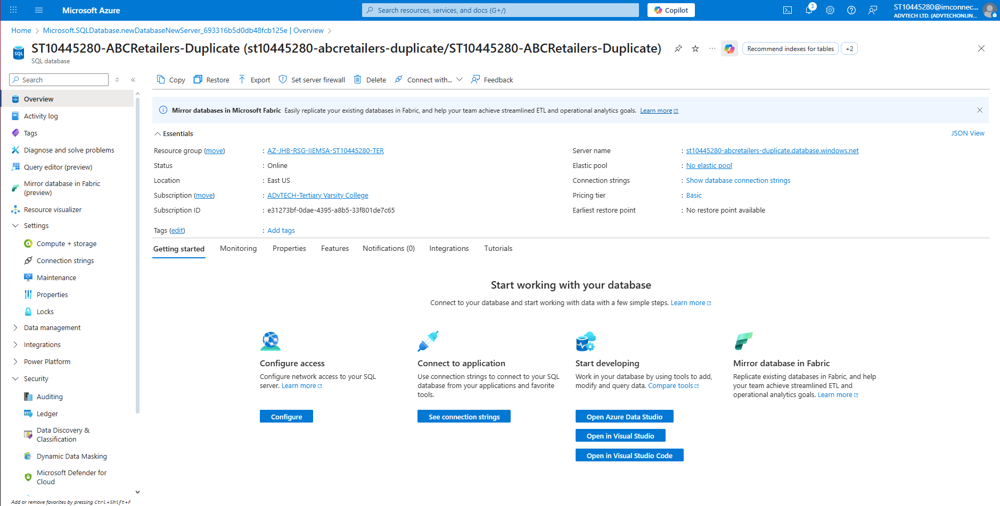 Microsoft Azure
Search resources, services, and docs (G+/)
Copilot
3
ST10445280@imconnec...
ADVTECH LTD. (ADVTECHONLIN...
Home > Microsoft.SQLDatabase.newDatabaseNewServer_693316b5d0db48fcb125e | Overview >
SQL
ST10445280-ABCRetailers-Duplicate (st10445280-abcretailers-duplicate/ST10445280-ABCRetailers-Duplicate)
Recommend indexes for tables
+2
SQL database
Search
Copy
Restore
Export
Set server firewall
Delete
Connect with...
Feedback
Overview
Activity log
Tags
Diagnose and solve problems
Query editor (preview)
Mirror database in Fabric
(preview)
Resource visualizer
Settings
Compute + storage
Connection strings
Maintenance
Properties
Locks
Data management
Integrations
Power Platform
Security
Auditing
Ledger
Data Discovery &
Classification
Dynamic Data Masking
Microsoft Defender for
Cloud
Add or remove favorites by pressing Ctrl+Shift+F
Mirror databases in Microsoft Fabric Easily replicate your existing databases in Fabric, and help your team achieve streamlined ETL and operational analytics goals. Learn more
Essentials
JSON View
Resource group (move) : AZ-JHB-RSG-IIEMSA-ST10445280-TER
Status : Online
Location : East US
Subscription (move) : ADvTECH-Tertiary Varsity College
Subscription ID : e31273bf-0dae-4395-a8b5-33f801de7c65
Server name : st10445280-abcretailers-duplicate.database.windows.net
Elastic pool : No elastic pool
Connection strings : Show database connection strings
Pricing tier : Basic
Earliest restore point : No restore point available
Tags (edit) : Add tags
Getting started
Monitoring
Properties
Features
Notifications (0)
Integrations
Tutorials
Start working with your database
Connect to your database and start working with data with a few simple steps. Learn more
Configure access
Configure network access to your SQL
server. Learn more
Configure
Connect to application
Use connection strings to connect to your SQL
database from your applications and favorite
tools.
See connection strings
Start developing
Work in your database by using tools to add,
modify and query data. Compare tools
Open Azure Data Studio
Open in Visual Studio
Open in Visual Studio Code
Mirror database in Fabric
Replicate existing databases in Fabric, and help
your team achieve streamlined ETL and
operational analytics goals. Learn more